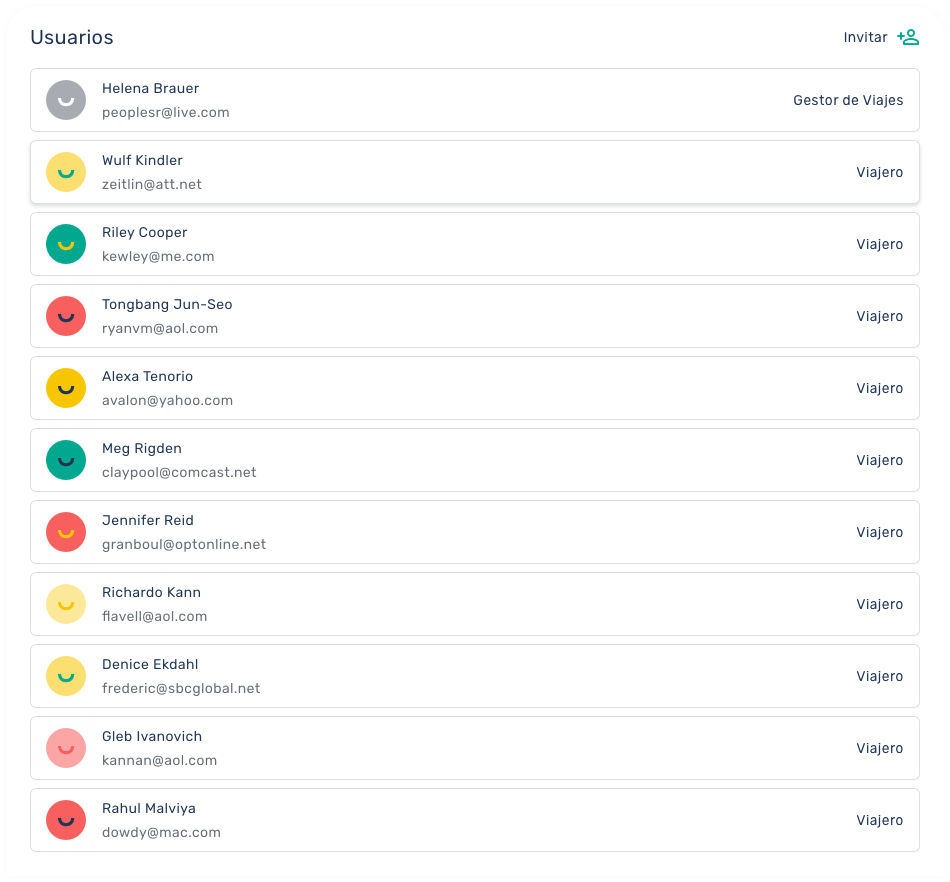 Usuarios
Invitar
Helena Brauer
peoplesr@live.com
Gestor de Viajes
Wulf Kindler
zeitlin@att.net
Viajero
Riley Cooper
kewley@me.com
Viajero
Tongbang Jun-Seo
ryanvm@aol.com
Viajero
Alexa Tenorio
avalon@yahoo.com
Viajero
Meg Rigden
claypool@comcast.net
Viajero
Jennifer Reid
granboul@optonline.net
Viajero
Richardo Kann
flavell@aol.com
Viajero
Denice Ekdahl
frederic@sbcglobal.net
Viajero
Gleb Ivanovich
kannan@aol.com
Viajero
Rahul Malviya
dowdy@mac.com
Viajero